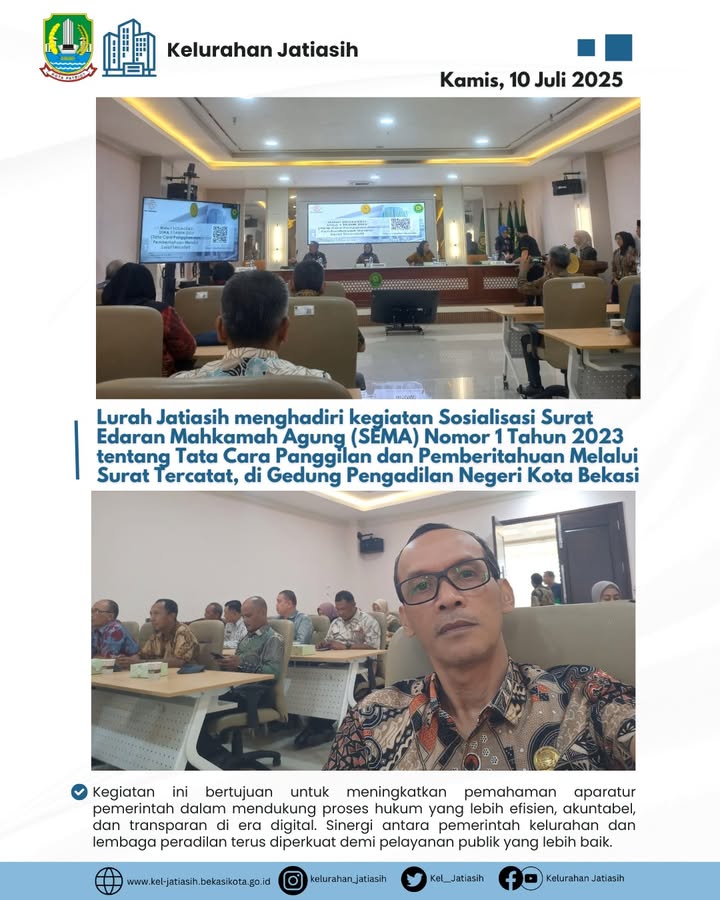 Kelurahan Jatiasih
KOTA PATRIOT
Kamis, 10 Juli 2025
Lurah Jatiasih menghadiri kegiatan Sosialisasi Surat
Edaran Mahkamah Agung (SEMA) Nomor 1 Tahun 2023
tentang Tata Cara Panggilan dan Pemberitahuan Melalui
Surat Tercatat, di Gedung Pengadilan Negeri Kota Bekasi
Kegiatan ini bertujuan untuk meningkatkan pemahaman aparatur
pemerintah dalam mendukung proses hukum yang lebih efisien, akuntabel,
dan transparan di era digital. Sinergi antara pemerintah kelurahan dan
lembaga peradilan terus diperkuat demi pelayanan publik yang lebih baik.
www.kel-jatiasih.bekasikota.go.id
kelurahan_jatiasih
Kel__Jatiasih
Kelurahan Jatiasih